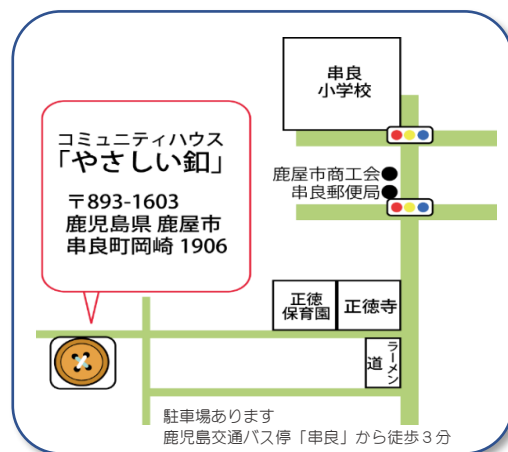 串良
小学校
コミュニティハウス
「やさしい釦」
〒893-1603
鹿児島県 鹿屋市
串良町岡崎 1906
鹿屋市商工会
串良郵便局
正徳
保育園
正徳寺
ラーメン
道
駐車場あります
鹿児島交通バス停「串良」から徒歩３分